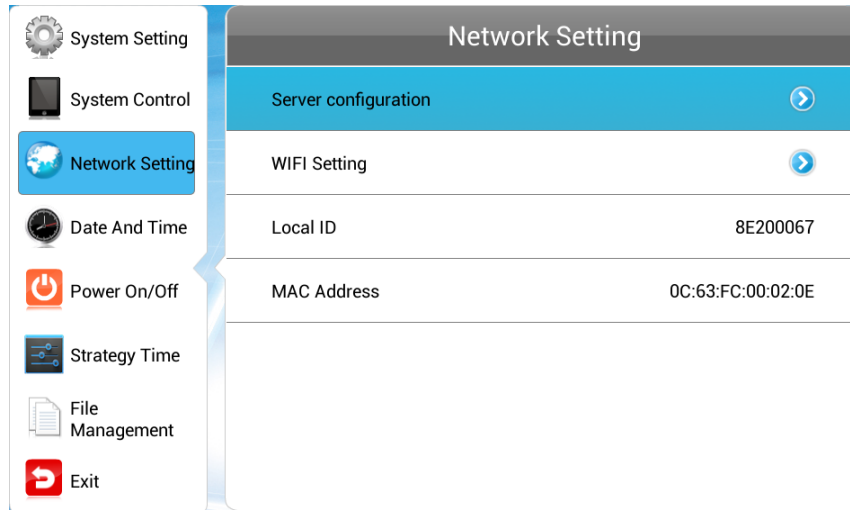 System Setting
System Control
Network Setting
Date And Time
Power On/Off
Strategy Time
File
Management
Exit
Network Setting
Server configuration
WIFI Setting
Local ID 8E200067
MAC Address 0C:63:FC:00:02:0E